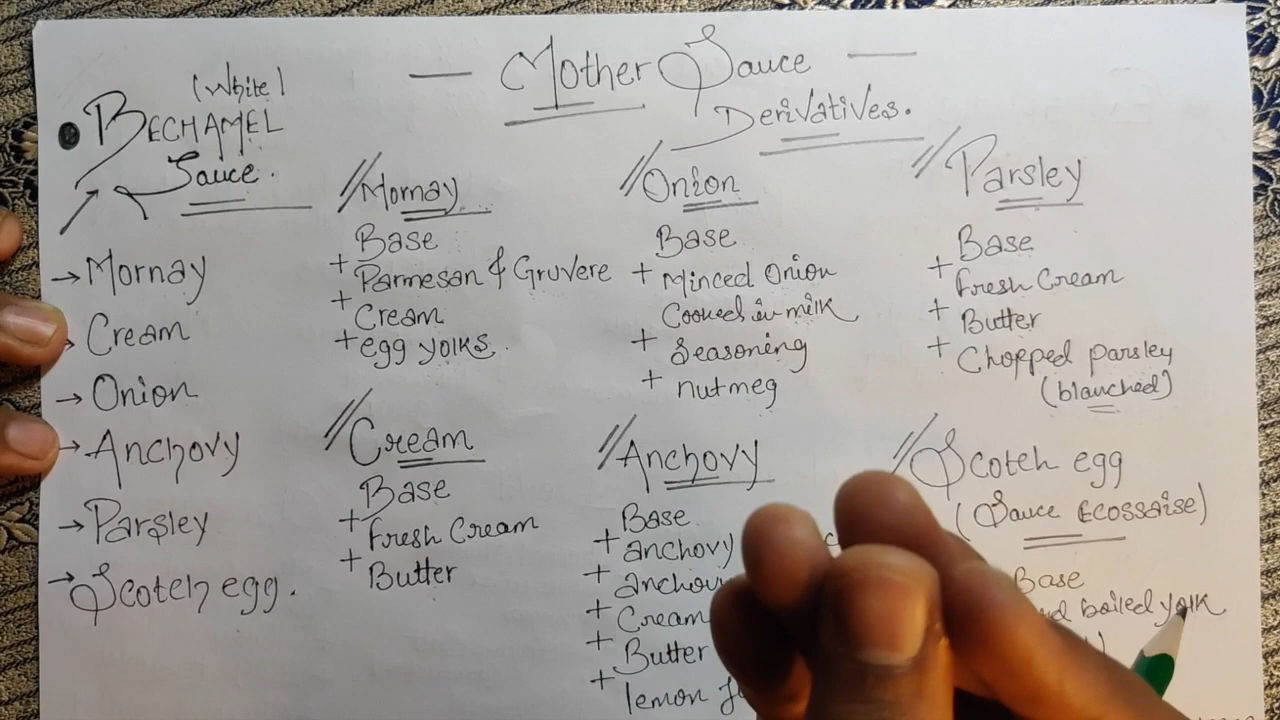 Mother Sauce
Derivatives.
(White)
BECHAMEL
Sauce.
→ Mornay
Cream
→ Onion
→ Anchovy
→ Parsley
→ Scotch egg.
// Mornay
Base
+ Parmesan & Gruvere
+ Cream
+ egg yolks.
// Cream
Base
+ Fresh Cream
+ Butter
// Onion
Base
+ Minced Onion
Cooked in milk
+ Seasoning
+ nutmeg
// Anchovy
Base
+ anchovy
+
+ Cream
+ Butter
+ lemon
// Parsley
Base
+ Fresh Cream
+ Butter
+ Chopped parsley
(blanched)
// Scotch egg
(Sauce Ecossaise)
Base
boiled yolk